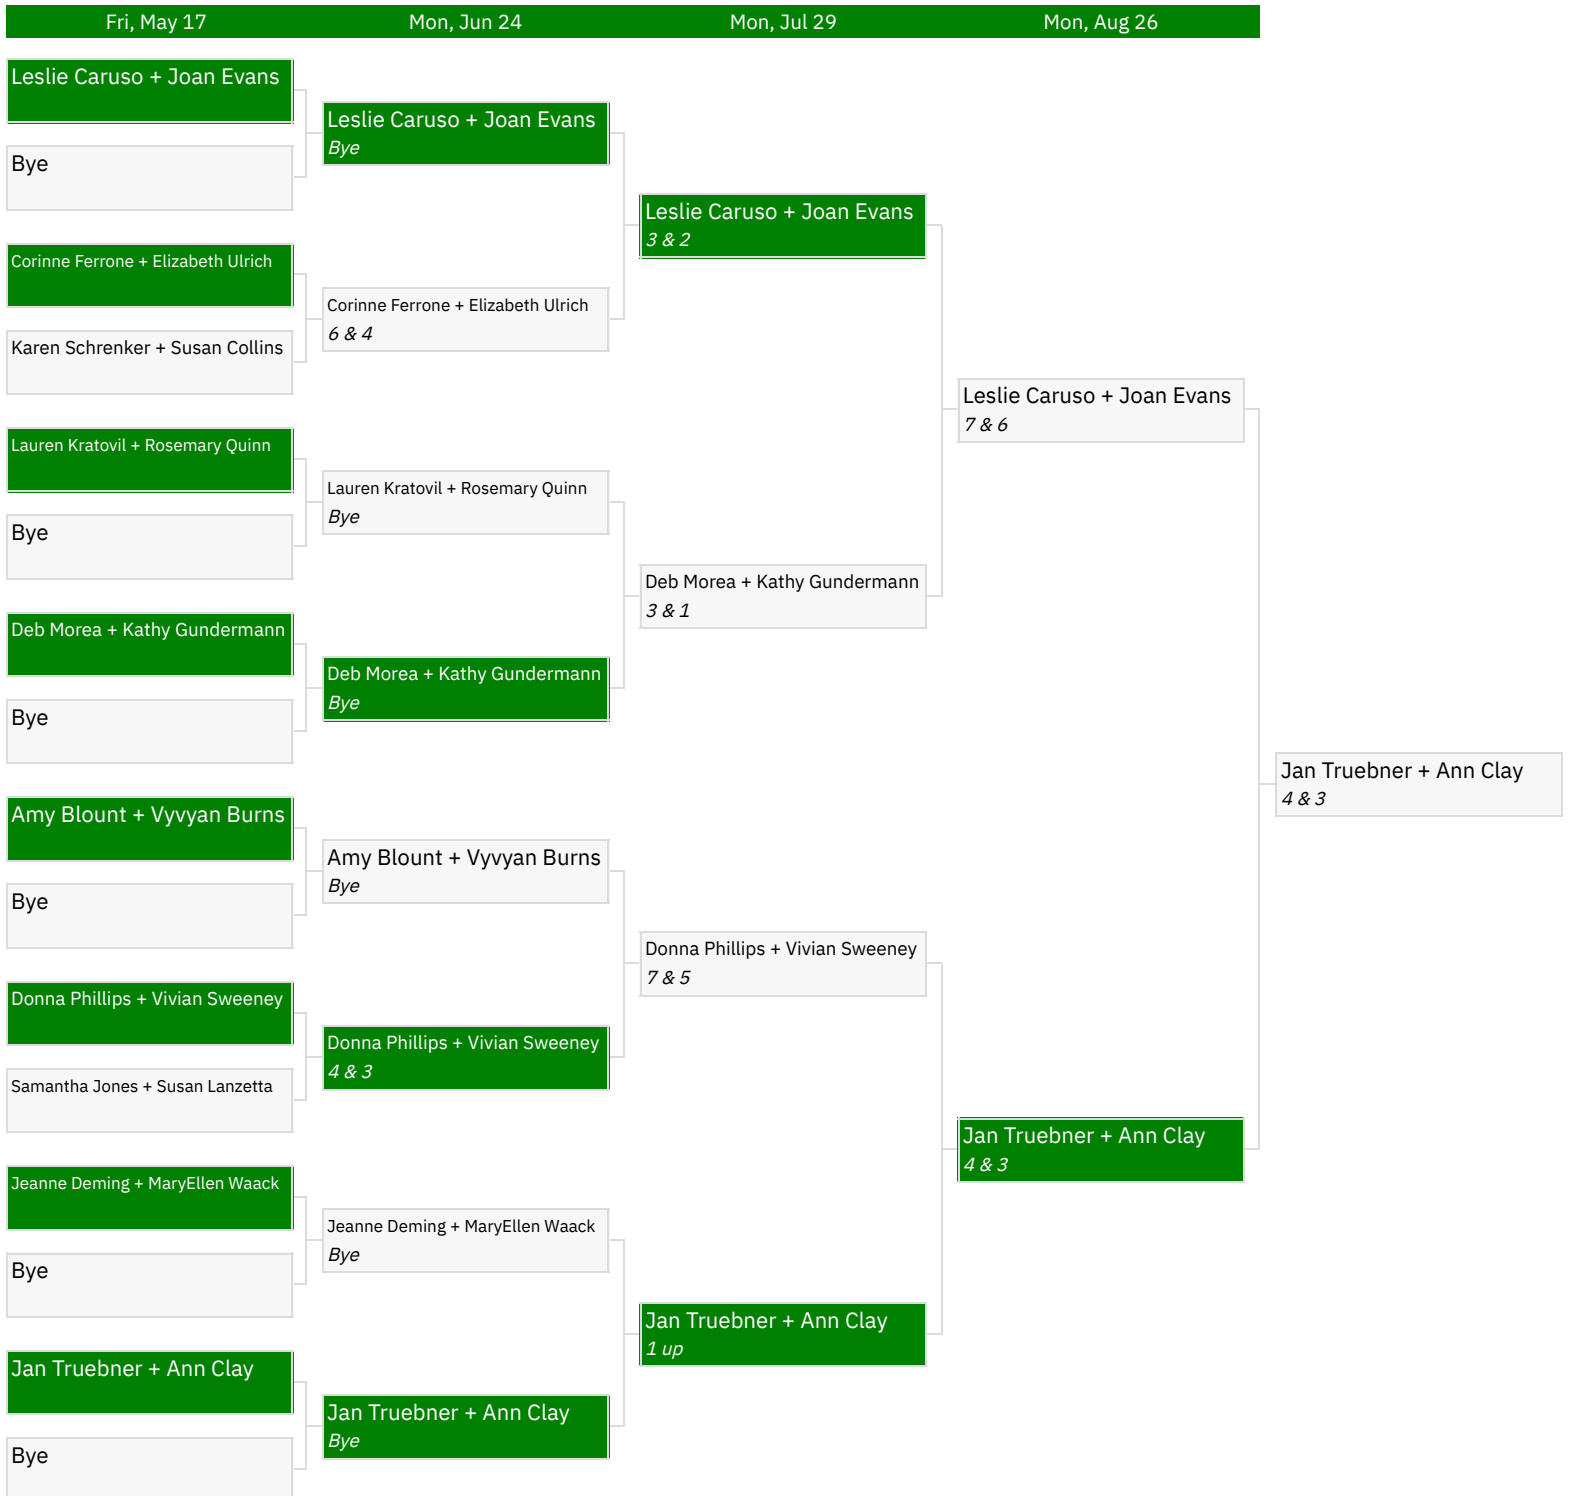 Fri, May 17
Mon, Jun 24
Mon, Jul 29
Mon, Aug 26
Leslie Caruso + Joan Evans
Bye
Corinne Ferrone + Elizabeth Ulrich
Karen Schrenker + Susan Collins
Lauren Kratovil + Rosemary Quinn
Bye
Deb Morea + Kathy Gundermann
Bye
Amy Blount + Vyvyan Burns
Bye
Donna Phillips + Vivian Sweeney
Samantha Jones + Susan Lanzetta
Jeanne Deming + MaryEllen Waack
Bye
Jan Truebner + Ann Clay
Bye
Leslie Caruso + Joan Evans
Bye
Corinne Ferrone + Elizabeth Ulrich
6 & 4
Lauren Kratovil + Rosemary Quinn
Bye
Deb Morea + Kathy Gundermann
Bye
Amy Blount + Vyvyan Burns
Bye
Donna Phillips + Vivian Sweeney
4 & 3
Jeanne Deming + MaryEllen Waack
Bye
Jan Truebner + Ann Clay
Bye
Leslie Caruso + Joan Evans
3 & 2
Deb Morea + Kathy Gundermann
3 & 1
Donna Phillips + Vivian Sweeney
7 & 5
Jan Truebner + Ann Clay
1 up
Leslie Caruso + Joan Evans
7 & 6
Jan Truebner + Ann Clay
4 & 3
Jan Truebner + Ann Clay
4 & 3